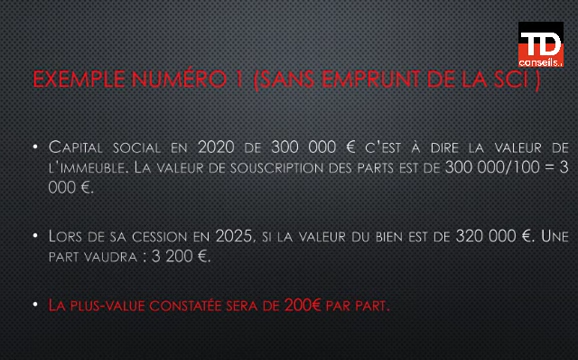 TD
conseils..
EXEMPLE NUMÉRO 1 (SANS EMPRUNT DE LA SCI )
• CAPITAL SOCIAL EN 2020 DE 300 000 € C'EST À DIRE LA VALEUR DE
L'IMMEUBLE. LA VALEUR DE SOUSCRIPTION DES PARTS EST DE 300 000/100 = 3
000 €.
• LORS DE SA CESSION EN 2025, SI LA VALEUR DU BIEN EST DE 320 000 €. UNE
PART VAUDRA : 3 200 €.
• LA PLUS-VALUE CONSTATÉE SERA DE 200€ PAR PART.